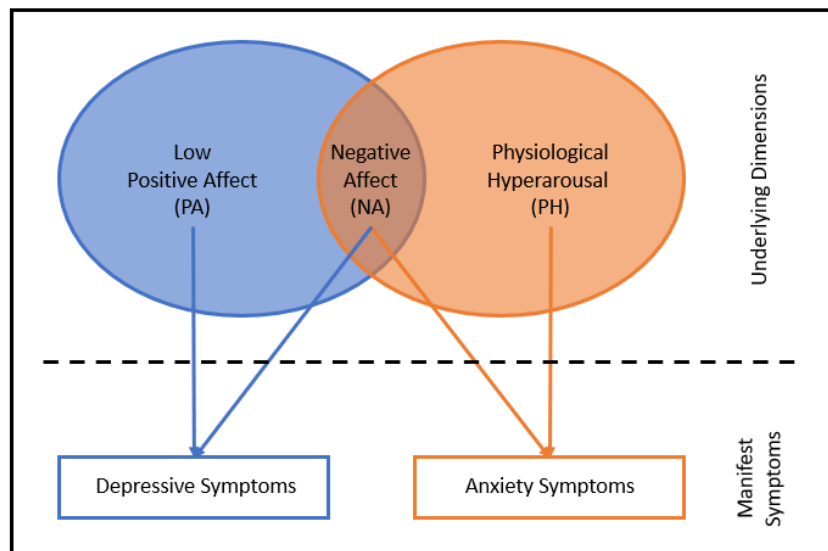 Low
Positive Affect
(PA)
Negative
Affect
(NA)
Physiological
Hyperarousal
(PH)
Underlying Dimensions
Depressive Symptoms
Anxiety Symptoms
Manifest
Symptoms